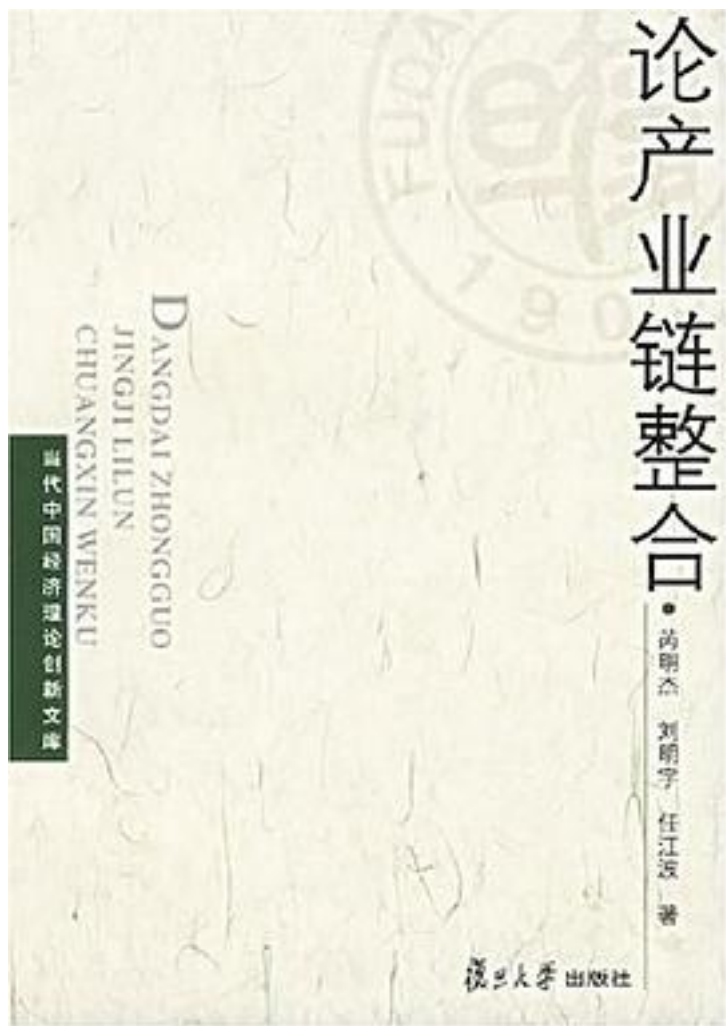 论产业链整合
芮明杰 刘明宇 任江波 著
DANGDAI ZHONGGUO
JINGJI LILUN
CHUANGXIN WENKU
当代中国经济理论创新文库
复旦大学出版社
FUDA
190